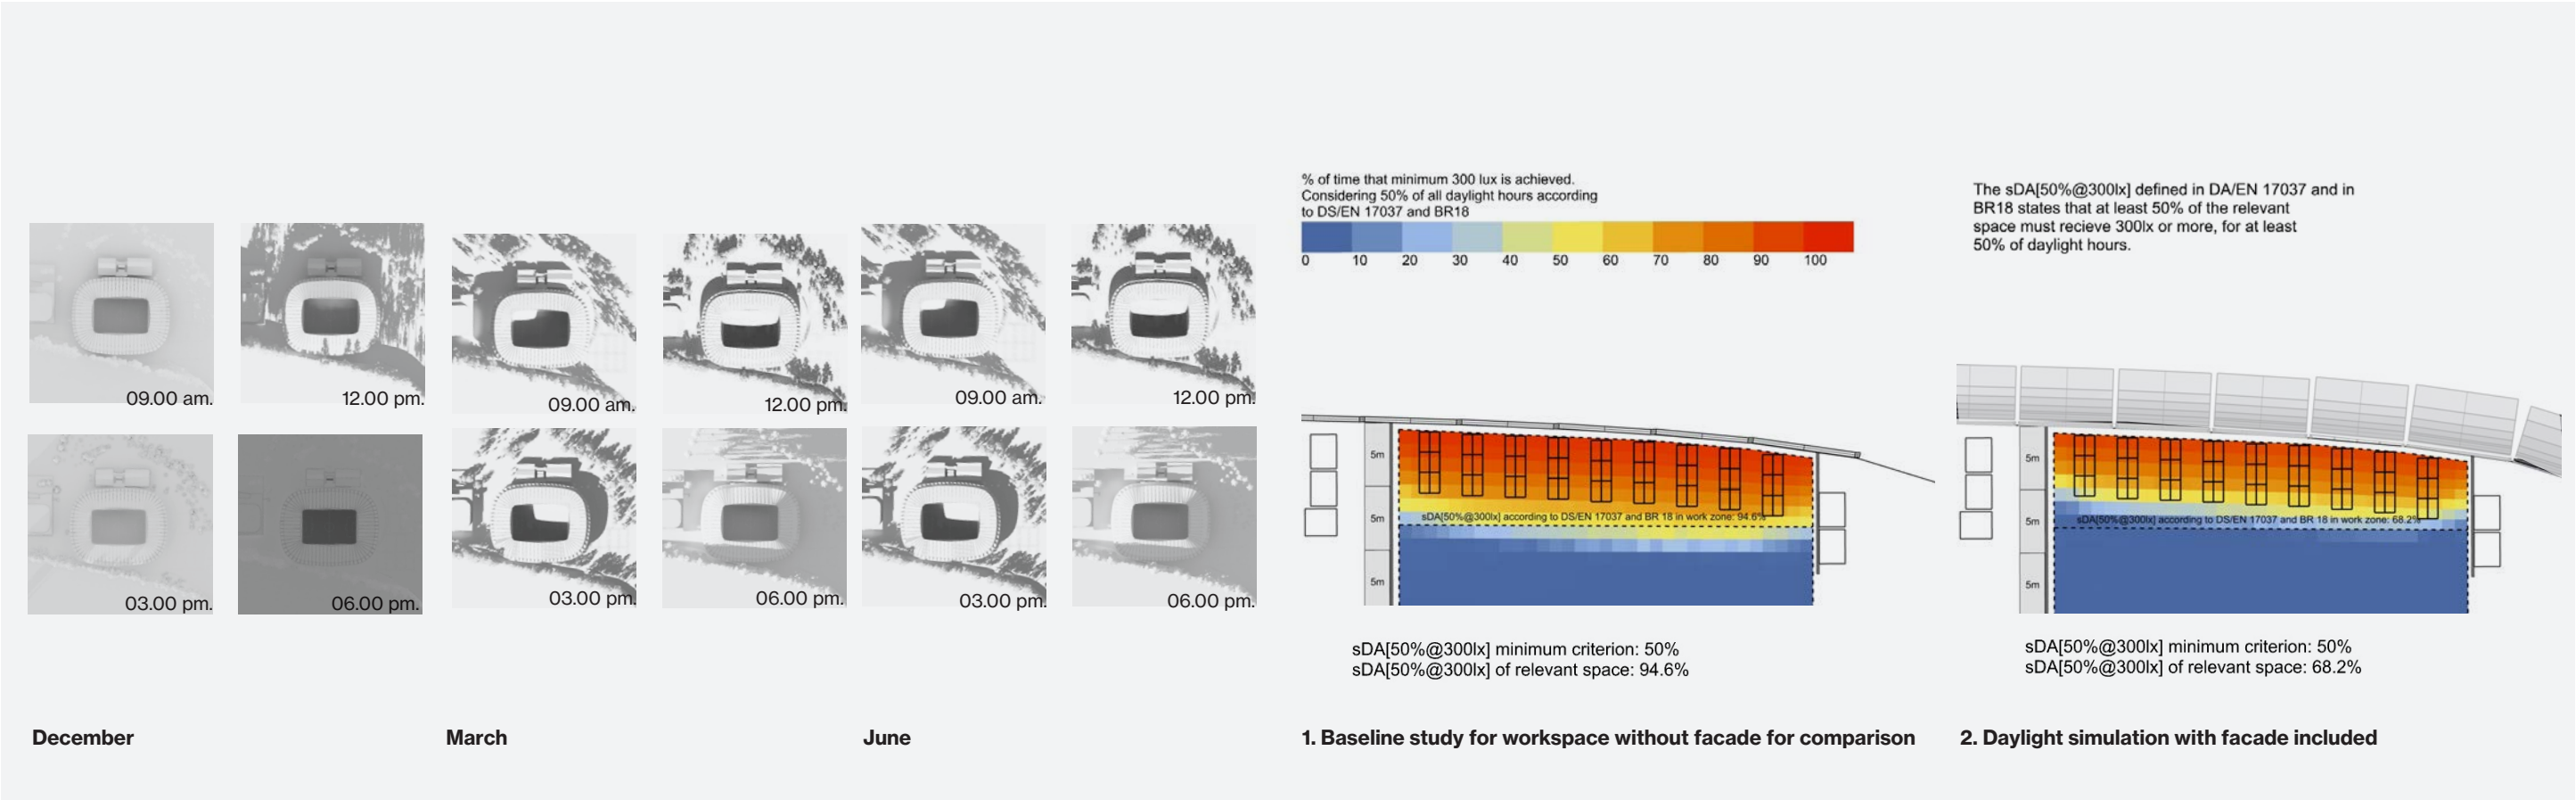 09.00 am.
12.00 pm.
09.00 am.
12.00 pm.
09.00 am.
12.00 pm.
03.00 pm.
06.00 pm.
03.00 pm.
06.00 pm.
03.00 pm.
06.00 pm.
December
March
June
% of time that minimum 300 lux is achieved.
Considering 50% of all daylight hours according
to DS/EN 17037 and BR18
0 10 20 30 40 50 60 70 80 90 100
5m
5m
sDA[50%@300lx] according to DS/EN 17037 and BR 18 in work zone: 94.6%
5m
sDA[50%@300lx] minimum criterion: 50%
sDA[50%@300lx] of relevant space: 94.6%
1. Baseline study for workspace without facade for comparison
The sDA[50%@300lx] defined in DA/EN 17037 and in
BR18 states that at least 50% of the relevant
space must recieve 300lx or more, for at least
50% of daylight hours.
5m
5m
sDA[50%@300lx] according to DS/EN 17037 and BR 18 in work zone: 68.2%
5m
sDA[50%@300lx] minimum criterion: 50%
sDA[50%@300lx] of relevant space: 68.2%
2. Daylight simulation with facade included